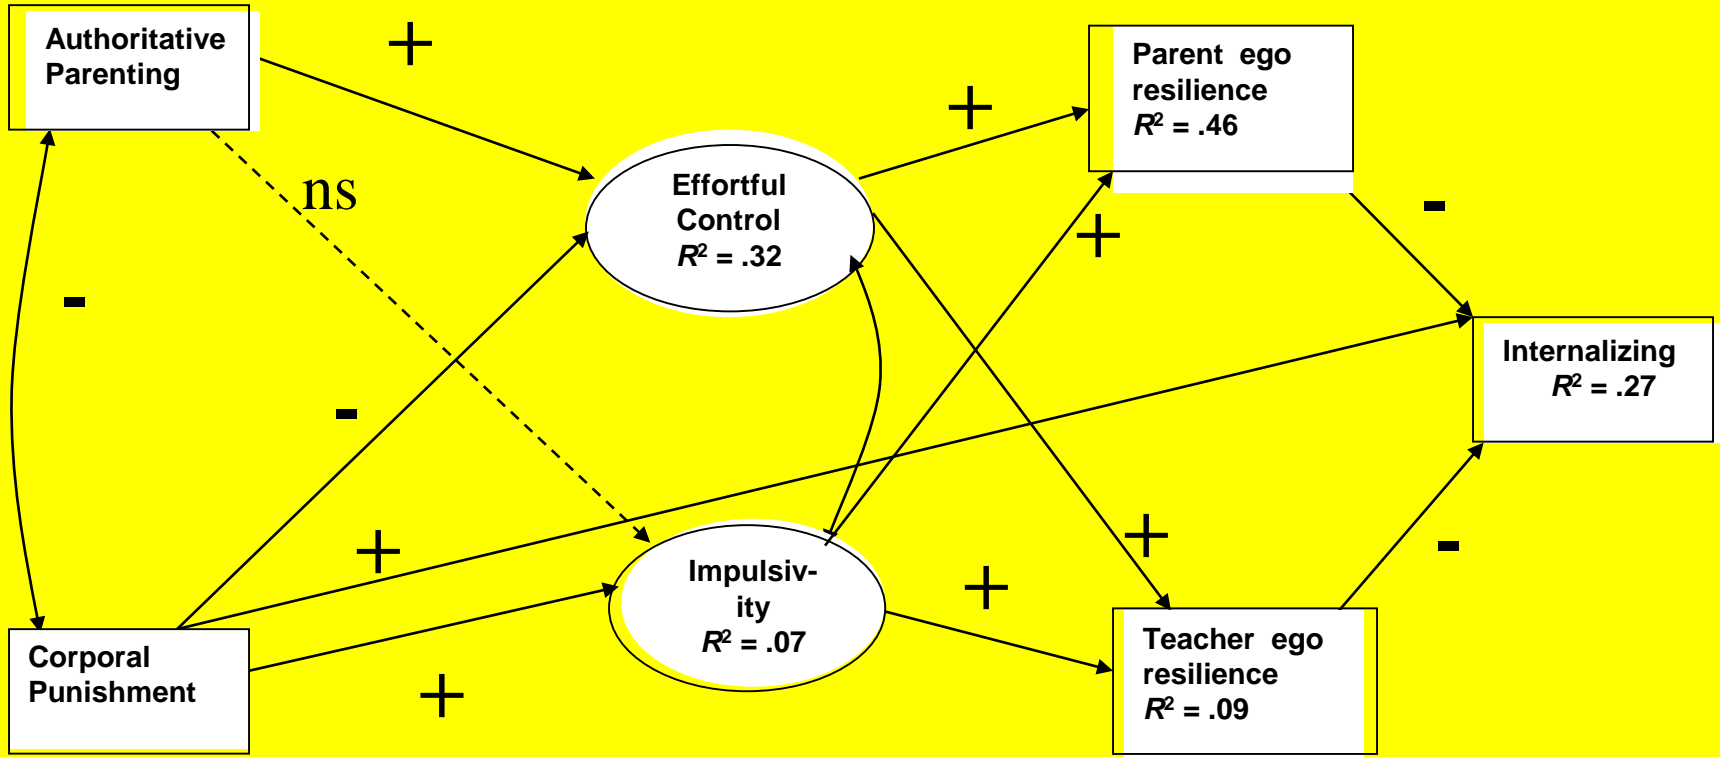 Authoritative
Parenting
+
ns
-
-
+
+
Corporal
Punishment
Effortful
Control
R² = .32
Impulsiv-
ity
R² = .07
+
+
+
+
Parent ego
resilience
R² = .46
-
Internalizing
R² = .27
-
Teacher ego
resilience
R² = .09